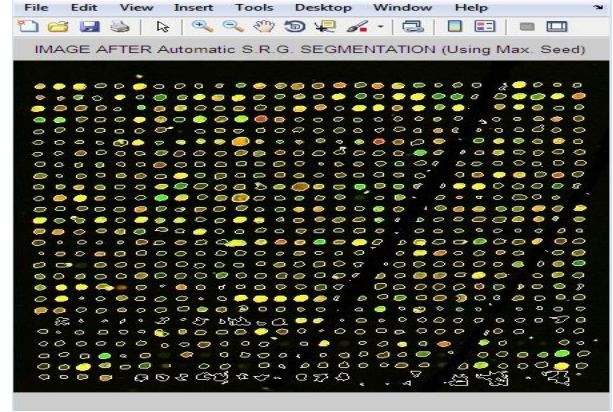 File Edit View Insert Tools Desktop Window Help
IMAGE AFTER Automatic S.R.G. SEGMENTATION (Using Max. Seed)